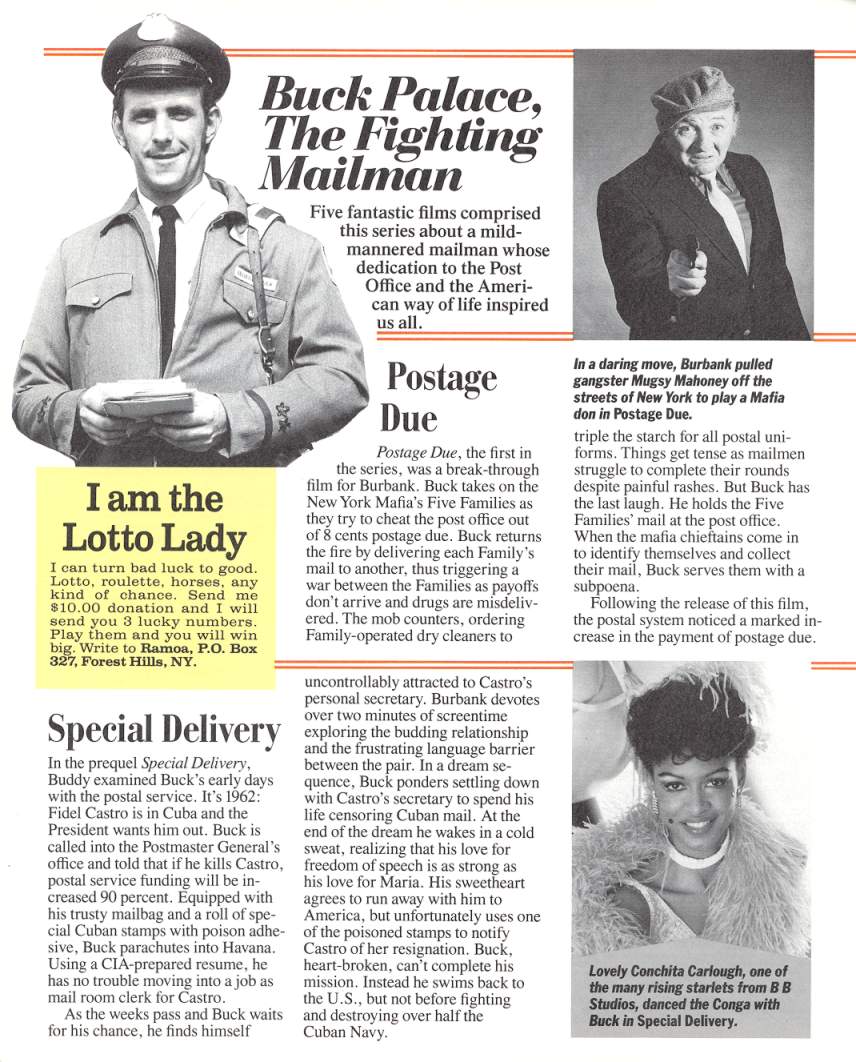 Buck Palace,
The Fighting
Mailman
Five fantastic films comprised
this series about a mild-
mannered mailman whose
dedication to the Post
Office and the Ameri-
can way of life inspired
us all.
Postage
Due
Postage Due, the first in
the series, was a break-through
film for Burbank. Buck takes on the
New York Mafia's Five Families as
they try to cheat the post office out
of 8 cents postage due. Buck returns
the fire by delivering each Family's
mail to another, thus triggering a
war between the Families as payoffs
don't arrive and drugs are misdeliv-
ered. The mob counters, ordering
Family-operated dry cleaners to
In a daring move, Burbank pulled
gangster Mugsy Mahoney off the
streets of New York to play a Mafia
don in Postage Due.
triple the starch for all postal uni-
forms. Things get tense as mailmen
struggle to complete their rounds
despite painful rashes. But Buck has
the last laugh. He holds the Five
Families' mail at the post office.
When the mafia chieftains come in
to identify themselves and collect
their mail, Buck serves them with a
subpoena.
Following the release of this film,
the postal system noticed a marked in-
crease in the payment of postage due.
I am the
Lotto Lady
I can turn bad luck to good.
Lotto, roulette, horses, any
kind of chance. Send me
$10.00 donation and I will
send you 3 lucky numbers.
Play them and you will win
big. Write to Ramoa, P.O. Box
327, Forest Hills, NY.
Special Delivery
In the prequel Special Delivery,
Buddy examined Buck's early days
with the postal service. It's 1962:
Fidel Castro is in Cuba and the
President wants him out. Buck is
called into the Postmaster General's
office and told that if he kills Castro,
postal service funding will be in-
creased 90 percent. Equipped with
his trusty mailbag and a roll of spe-
cial Cuban stamps with poison adhe-
sive, Buck parachutes into Havana.
Using a CIA-prepared resume, he
has no trouble moving into a job as
mail room clerk for Castro.
As the weeks pass and Buck waits
for his chance, he finds himself
uncontrollably attracted to Castro's
personal secretary. Burbank devotes
over two minutes of screentime
exploring the budding relationship
and the frustrating language barrier
between the pair. In a dream se-
quence, Buck ponders settling down
with Castro's secretary to spend his
life censoring Cuban mail. At the
end of the dream he wakes in a cold
sweat, realizing that his love for
freedom of speech is as strong as
his love for Maria. His sweetheart
agrees to run away with him to
America, but unfortunately uses one
of the poisoned stamps to notify
Castro of her resignation. Buck,
heart-broken, can't complete his
mission. Instead he swims back to
the U.S., but not before fighting
and destroying over half the
Cuban Navy.
Lovely Conchita Carlough, one of
the many rising starlets from B B
Studios, danced the Conga with
Buck in Special Delivery.